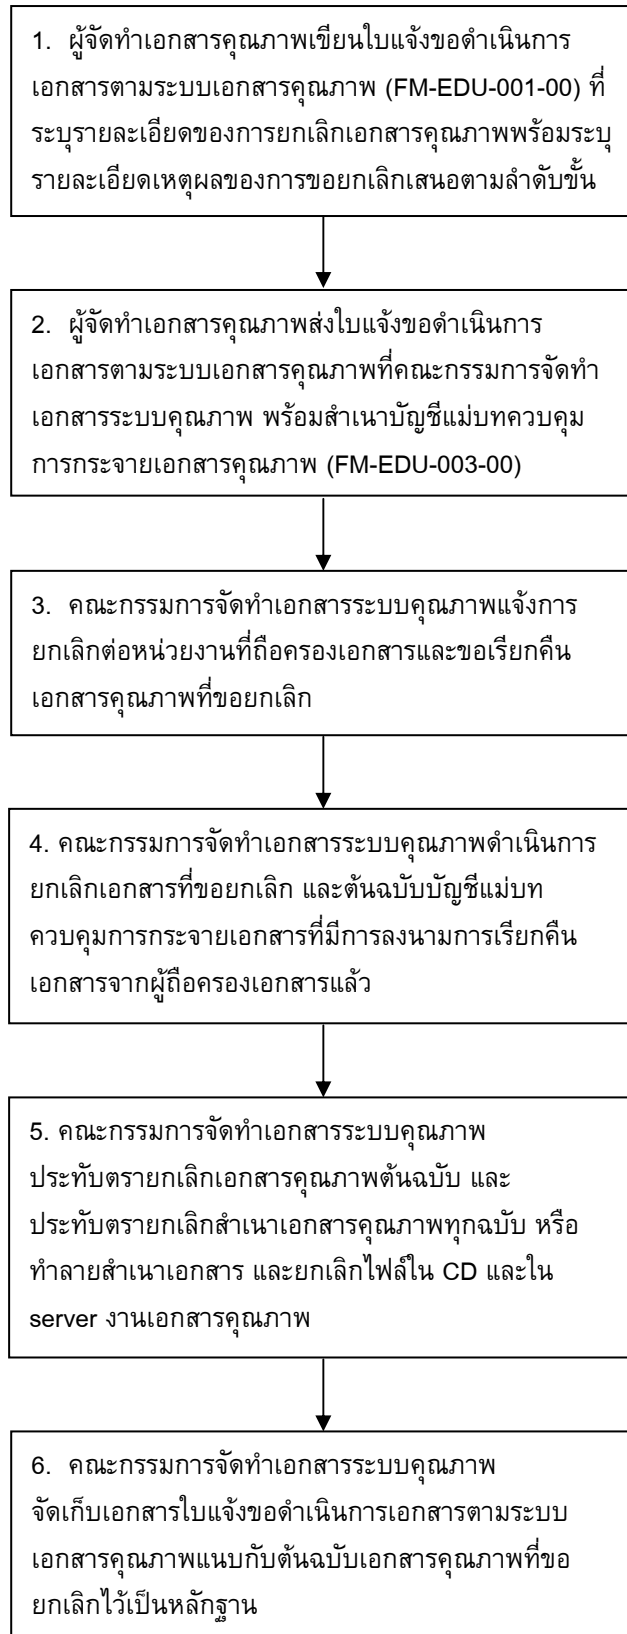 1. ผู้จัดทำเอกสารคุณภาพเขียนใบแจ้งขอดำเนินการ
เอกสารตามระบบเอกสารคุณภาพ (FM-EDU-001-00) ที่
ระบุรายละเอียดของการยกเลิกเอกสารคุณภาพพร้อมระบุ
รายละเอียดเหตุผลของการขอยกเลิกเสนอตามลำดับขั้น
2. ผู้จัดทำเอกสารคุณภาพส่งใบแจ้งขอดำเนินการ
เอกสารตามระบบเอกสารคุณภาพที่คณะกรรมการจัดทำ
เอกสารระบบคุณภาพ พร้อมสำเนาบัญชีแม่บทควบคุม
การกระจายเอกสารคุณภาพ (FM-EDU-003-00)
3. คณะกรรมการจัดทำเอกสารระบบคุณภาพแจ้งการ
ยกเลิกต่อหน่วยงานที่ถือครองเอกสารและขอเรียกคืน
เอกสารคุณภาพที่ขอยกเลิก
4. คณะกรรมการจัดทำเอกสารระบบคุณภาพดำเนินการ
ยกเลิกเอกสารที่ขอยกเลิก และต้นฉบับบัญชีแม่บท
ควบคุมการกระจายเอกสารที่มีการลงนามการเรียกคืน
เอกสารจากผู้ถือครองเอกสารแล้ว
5. คณะกรรมการจัดทำเอกสารระบบคุณภาพ
ประทับตรายกเลิกเอกสารคุณภาพต้นฉบับ และ
ประทับตรายกเลิกสำเนาเอกสารคุณภาพทุกฉบับ หรือ
ทำลายสำเนาเอกสาร และยกเลิกไฟล์ใน CD และใน
server งานเอกสารคุณภาพ
6. คณะกรรมการจัดทำเอกสารระบบคุณภาพ
จัดเก็บเอกสารใบแจ้งขอดำเนินการเอกสารตามระบบ
เอกสารคุณภาพแนบกับต้นฉบับเอกสารคุณภาพที่ขอ
ยกเลิกไว้เป็นหลักฐาน